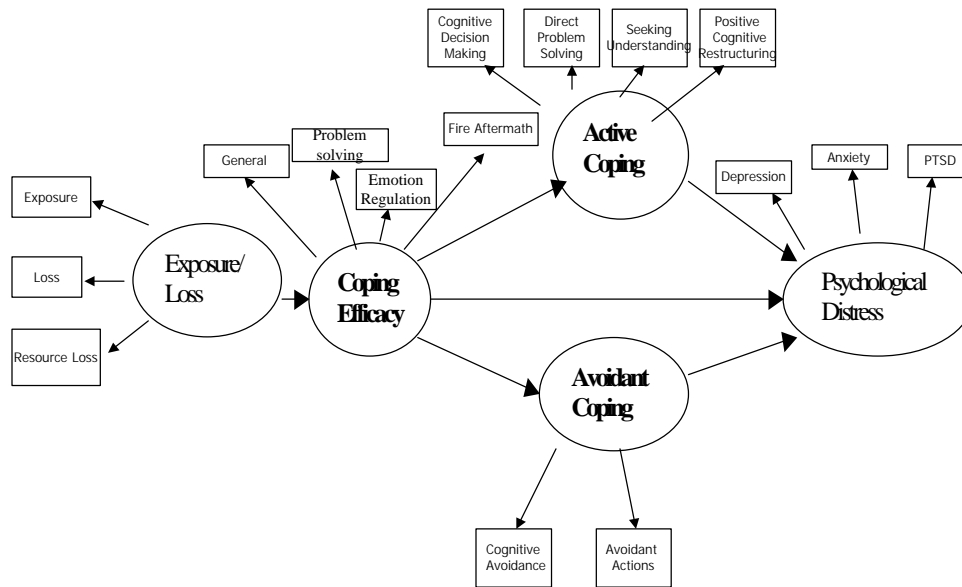 Cognitive
Decision
Making
Direct
Problem
Solving
Seeking
Understanding
Positive
Cognitive
Restructuring
Fire Aftermath
Problem
solving
General
Emotion
Regulation
Active
Coping
Anxiety
PTSD
Depression
Exposure
Loss
Resource Loss
Exposure/
Loss
Coping
Efficacy
Psychological
Distress
Avoidant
Coping
Cognitive
Avoidance
Avoidant
Actions